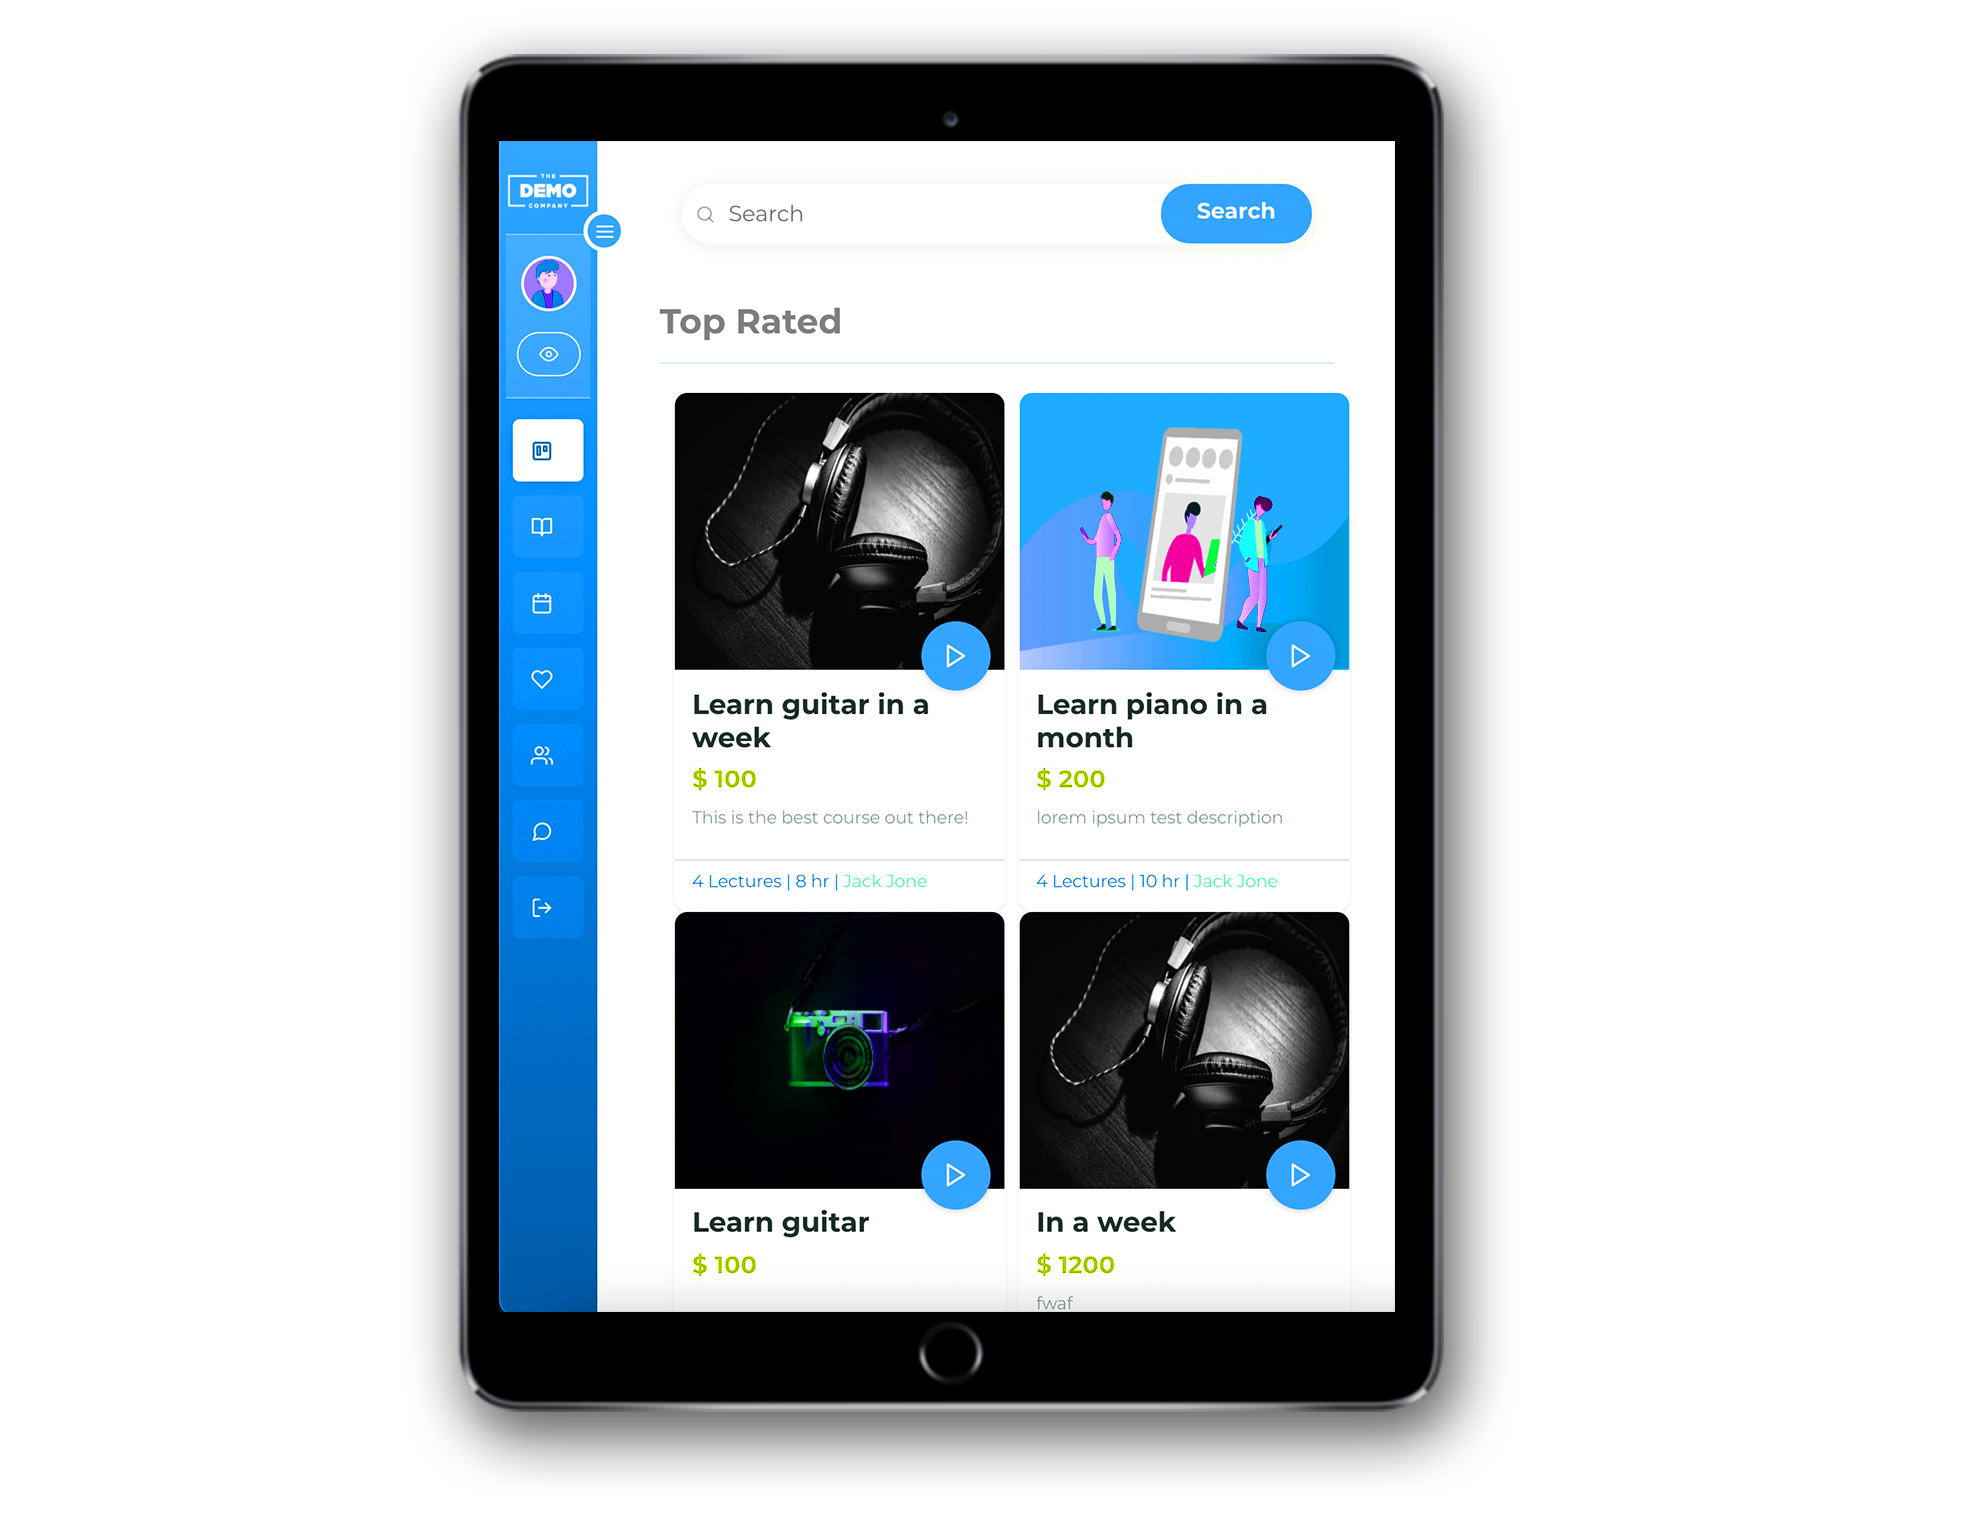 THE
DEMO
COMPANY
Search
Search
Top Rated
Learn guitar in a
week
$ 100
This is the best course out there!
4 Lectures | 8 hr | Jack Jone
Learn piano in a
month
$ 200
lorem ipsum test description
4 Lectures | 10 hr | Jack Jone
Learn guitar
$ 100
In a week
$ 1200
fwaf